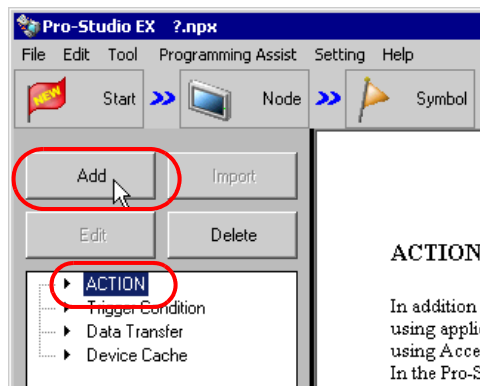 Pro-Studio EX ?.npx
File Edit Tool Programming Assist Setting Help
NEW Start Node Symbol
Add Import
Edit Delete
ACTION
Trigger Condition
Data Transfer
Device Cache
ACTION
In addition
using applic
using Acce
In the Pro-S